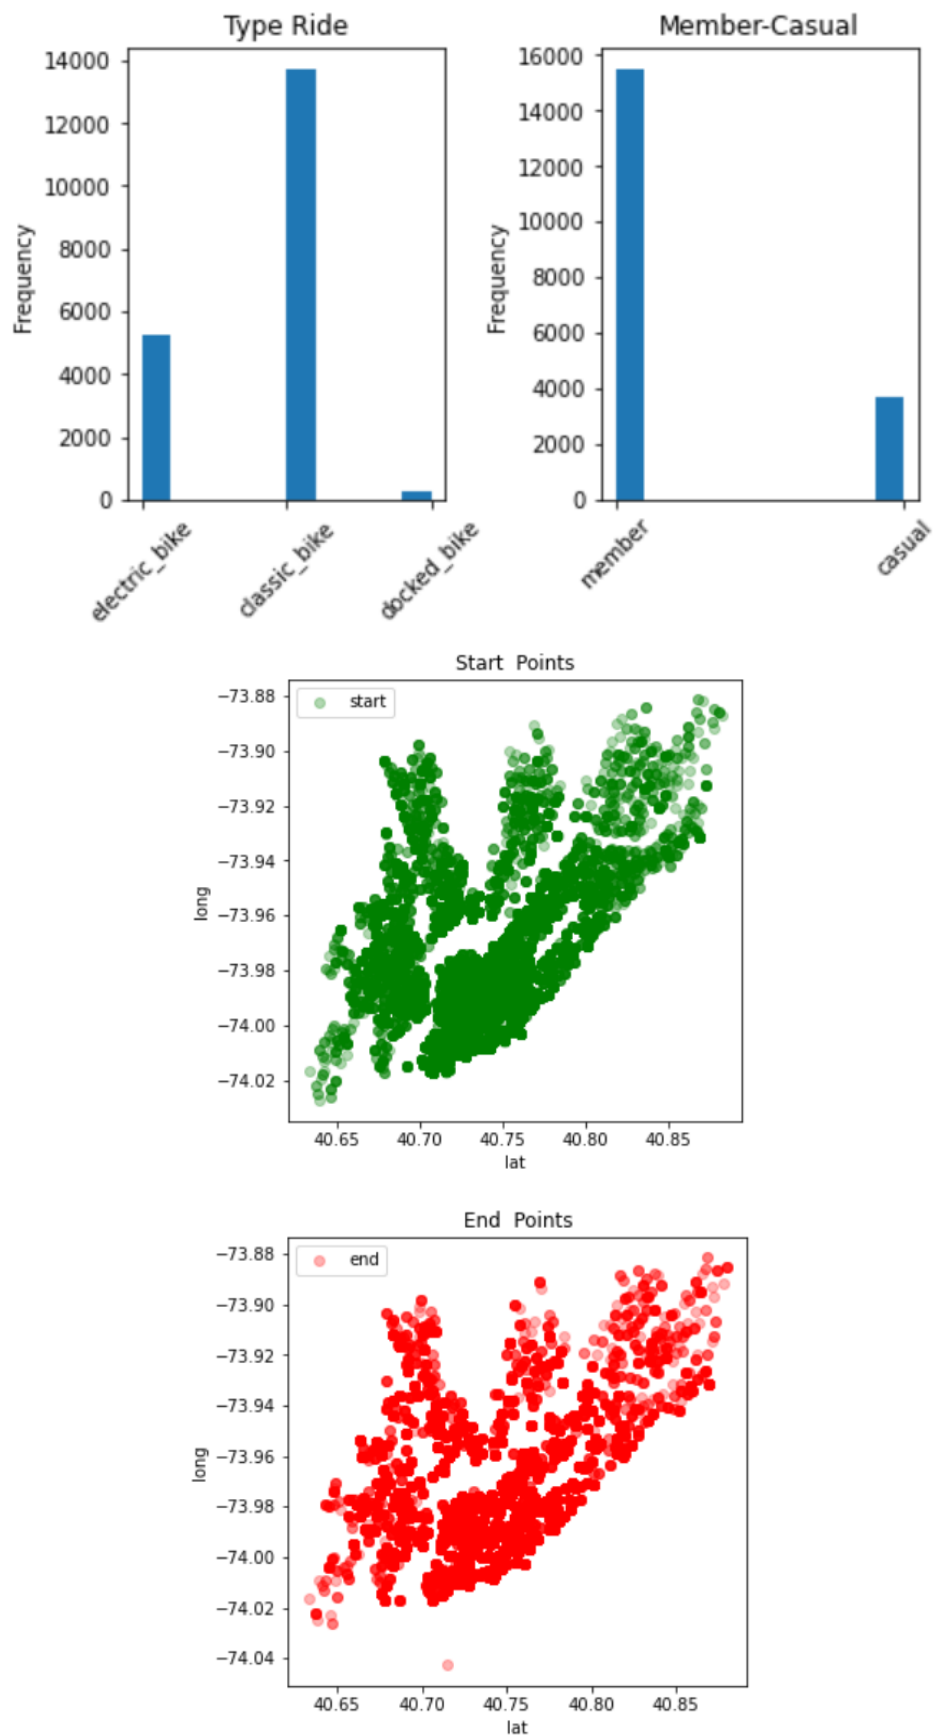 Type Ride
Member-Casual
14000
12000
10000
8000
6000
4000
2000
0
Frequency
electric_bike
classic_bike
docked_bike
16000
14000
12000
10000
8000
6000
4000
2000
0
Frequency
member
casual
Start Points
start
−73.88
−73.90
−73.92
−73.94
−73.96
−73.98
−74.00
−74.02
long
40.65 40.70 40.75 40.80 40.85
lat
End Points
end
−73.88
−73.90
−73.92
−73.94
−73.96
−73.98
−74.00
−74.02
−74.04
long
40.65 40.70 40.75 40.80 40.85
lat